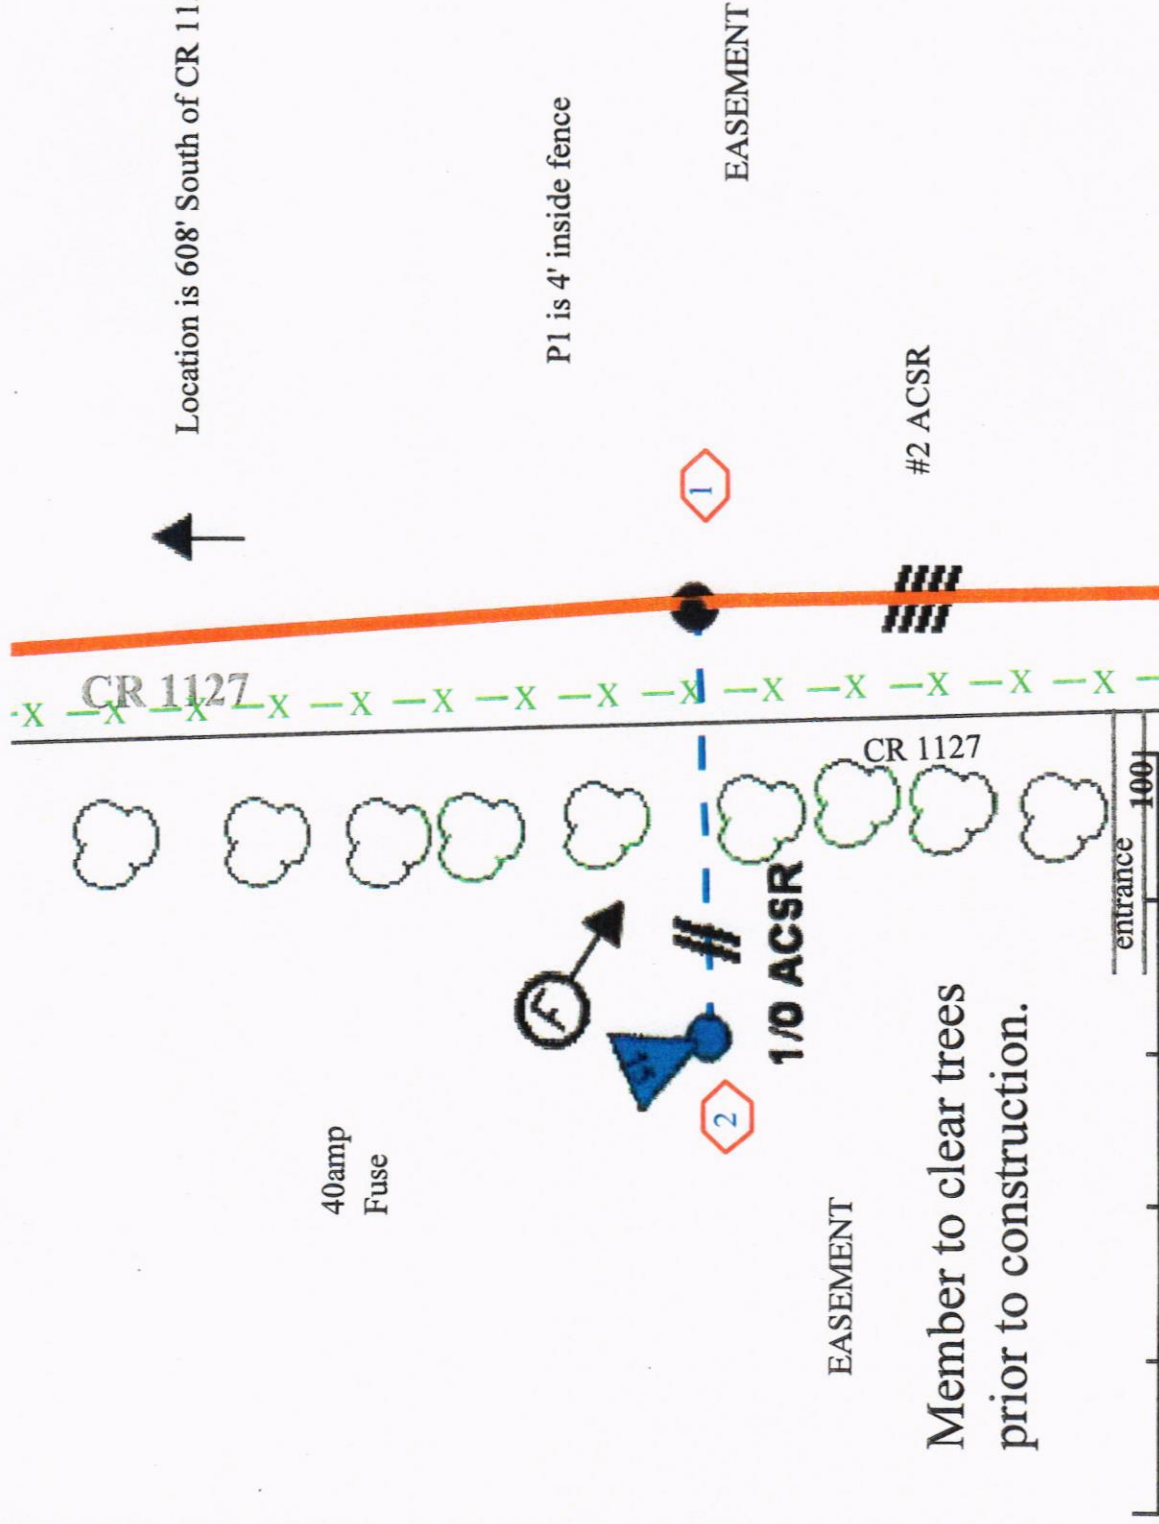 Location is 608' South of CR 11
P1 is 4' inside fence
EASEMENT
#2 ACSR
1
CR 1127
X X X X X X X X X X X X X X
CR 1127
100
entrance
F
1/0 ACSR
15
2
40amp
Fuse
EASEMENT
Member to clear trees
prior to construction.